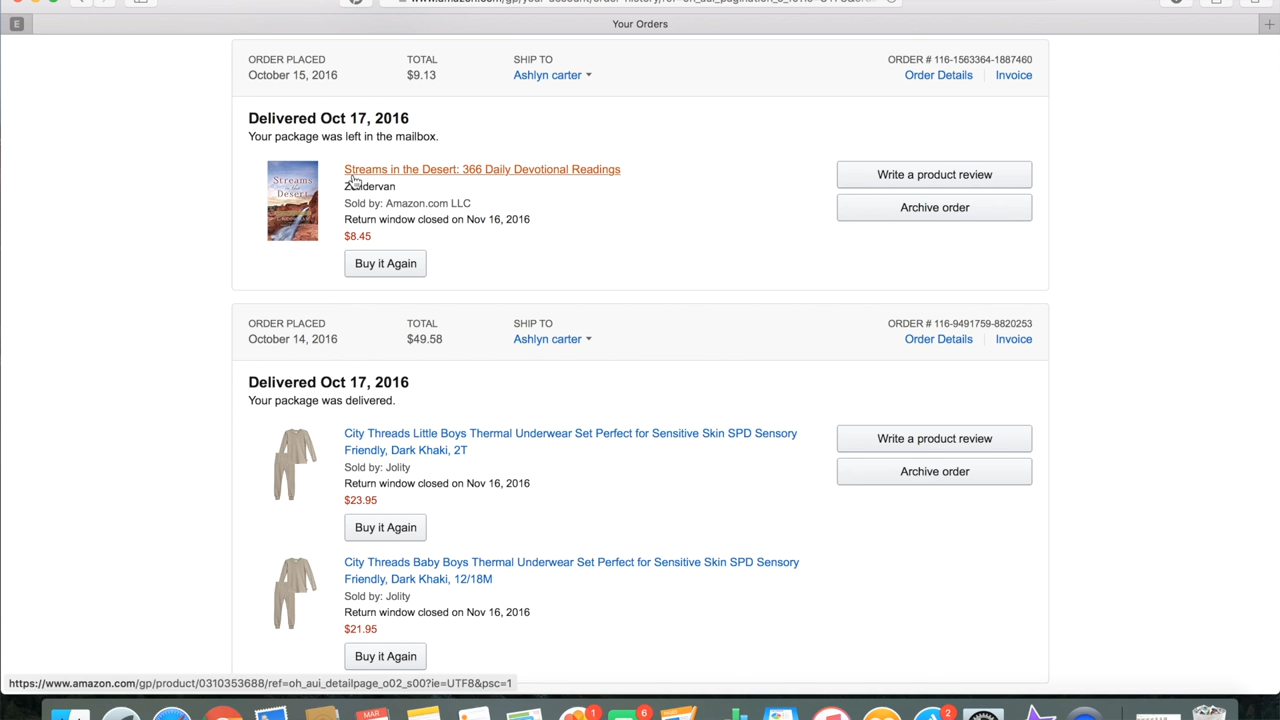 Your Orders
ORDER PLACED
October 15, 2016
TOTAL
$9.13
SHIP TO
Ashlyn carter
ORDER # 116-1563364-1887460
Order Details
Invoice
Delivered Oct 17, 2016
Your package was left in the mailbox.
Streams in the Desert
Streams in the Desert: 366 Daily Devotional Readings
Sold by: Amazon.com LLC
Return window closed on Nov 16, 2016
$8.45
Buy it Again
Write a product review
Archive order
ORDER PLACED
October 14, 2016
TOTAL
$49.58
SHIP TO
Ashlyn carter
ORDER # 116-9491759-8820253
Order Details
Invoice
Delivered Oct 17, 2016
Your package was delivered.
City Threads Little Boys Thermal Underwear Set Perfect for Sensitive Skin SPD Sensory
Friendly, Dark Khaki, 2T
Sold by: Jolity
Return window closed on Nov 16, 2016
$23.95
Buy it Again
Write a product review
Archive order
City Threads Baby Boys Thermal Underwear Set Perfect for Sensitive Skin SPD Sensory
Friendly, Dark Khaki, 12/18M
Sold by: Jolity
Return window closed on Nov 16, 2016
$21.95
Buy it Again
https://www.amazon.com/gp/product/0310353688/ref=oh_aui_detailpage_o02_s00?ie=UTF8&psc=1
MAR
1
6
2